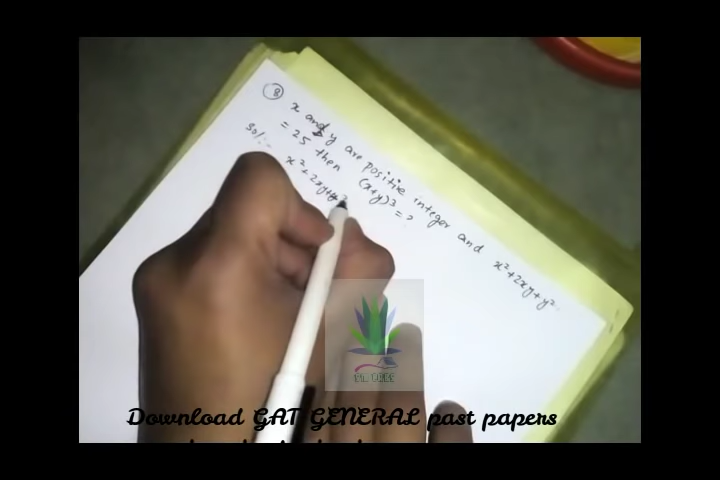 8
x and y are positive integer and x²+2xy+y²
= 25 then (x+y)³ = ?
Sol:-
x²+2xy+y²
Download GAT GENERAL past papers